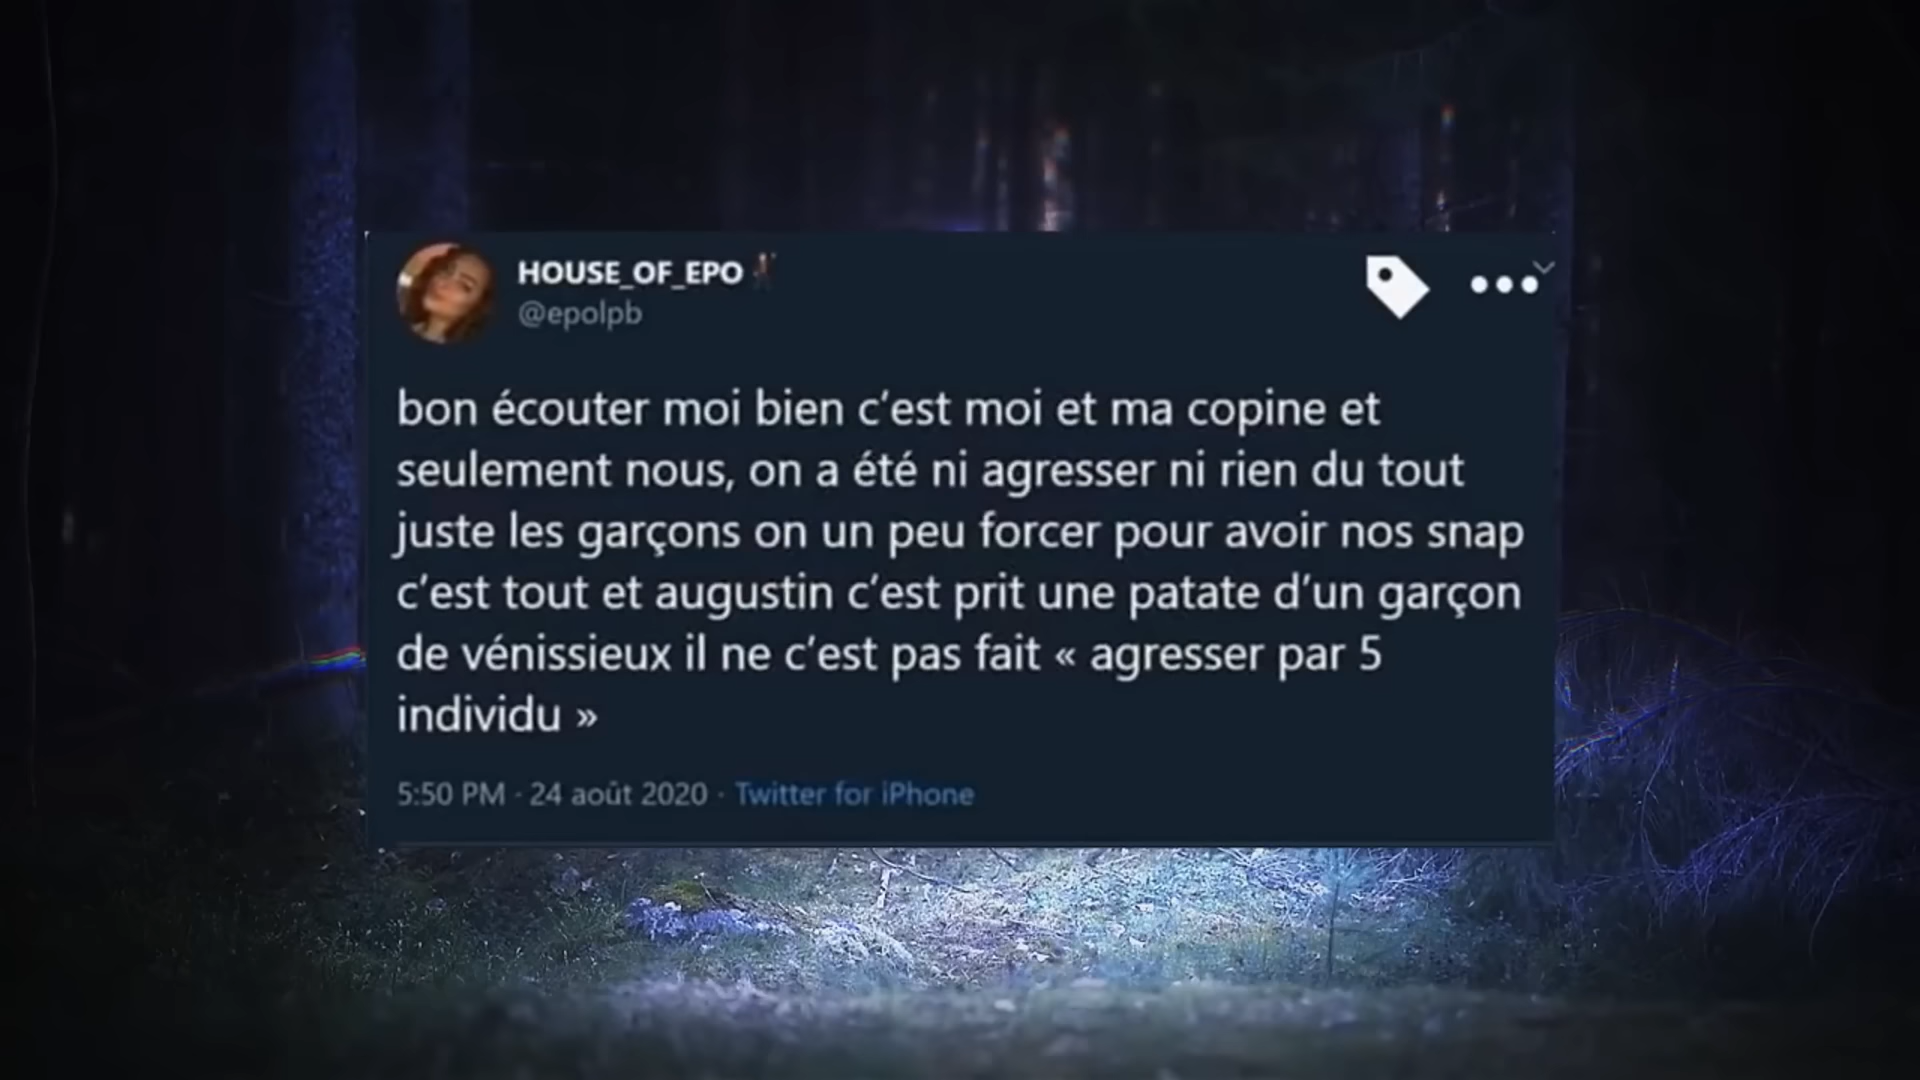 HOUSE_OF_EPO
@epolpb
bon écouter moi bien c’est moi et ma copine et
seulement nous, on a été ni agresser ni rien du tout
juste les garçons on un peu forcer pour avoir nos snap
c’est tout et augustin c’est prit une patate d’un garçon
de vénissieux il ne c’est pas fait « agresser par 5
individu »
5:50 PM · 24 août 2020 · Twitter for iPhone